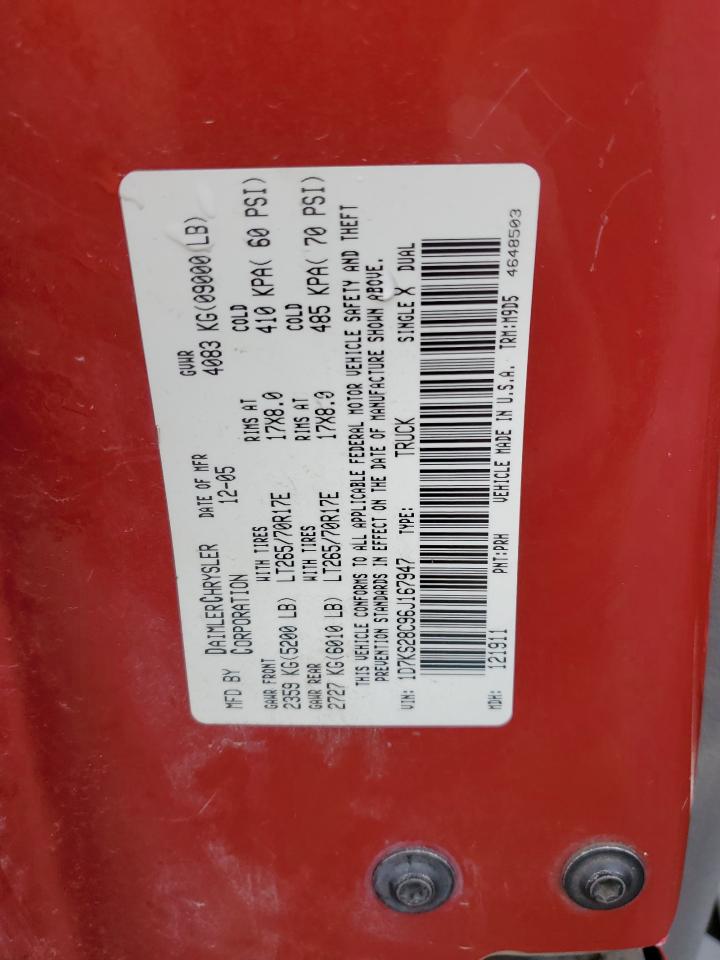 MFD BY DAIMLERCHRYSLER CORPORATION DATE OF MFR 12-05 GVWR 4083 KG(09000 LB)
GAWR FRONT WITH TIRES RIMS AT COLD
2359 KG(5200 LB) LT265/70R17E 17X8.0 410 KPA( 60 PSI)
GAWR REAR WITH TIRES RIMS AT COLD
2727 KG(6010 LB) LT265/70R17E 17X8.0 485 KPA( 70 PSI)
THIS VEHICLE CONFORMS TO ALL APPLICABLE FEDERAL MOTOR VEHICLE SAFETY AND THEFT
PREVENTION STANDARDS IN EFFECT ON THE DATE OF MANUFACTURE SHOWN ABOVE.
VIN: 1D7KS28C96J167947 TYPE: TRUCK SINGLE X DUAL
MDH: 121911 PNT:PRH VEHICLE MADE IN U.S.A. TRM:M9D5
4648503